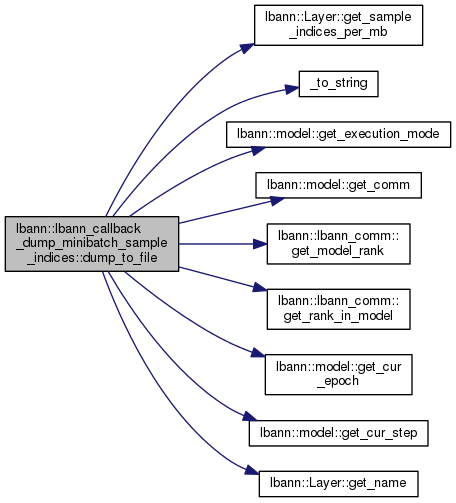 lbann::Layer::get_sample
_indices_per_mb
_to_string
lbann::model::get_execution_mode
lbann::model::get_comm
lbann::lbann_callback
_dump_minibatch_sample
_indices::dump_to_file
lbann::lbann_comm::
get_model_rank
lbann::lbann_comm::
get_rank_in_model
lbann::model::get_cur
_epoch
lbann::model::get_cur_step
lbann::Layer::get_name